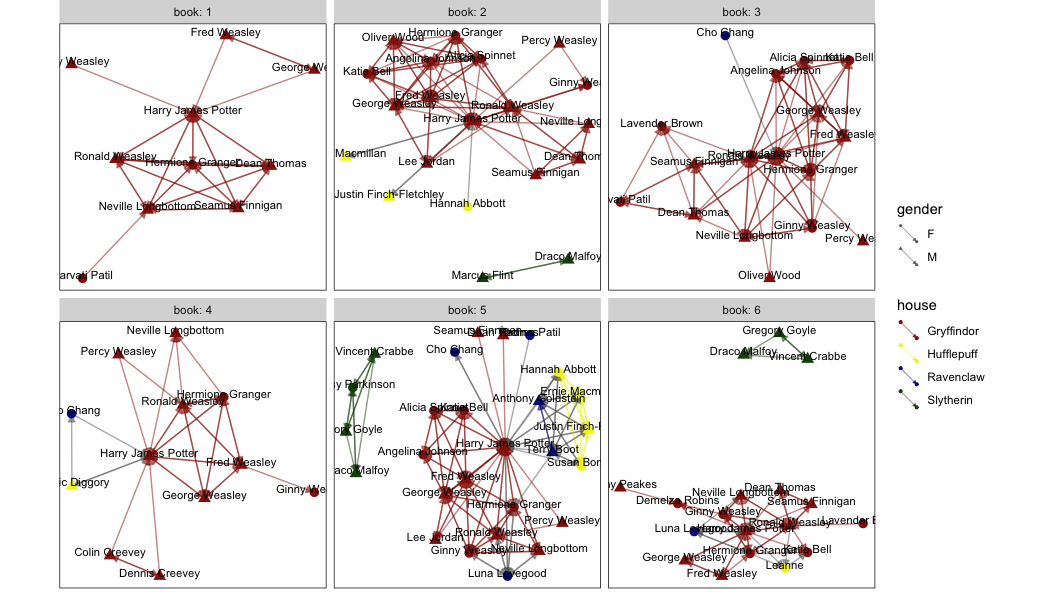 book: 1
Fred Weasley
y Weasley
George We
Harry James Potter
Ronald Weasley
Hermione Granger
Dean Thomas
Neville Longbottom
Seamus Finnigan
arvati Patil
book: 2
Oliver Wood
Hermione Granger
Percy Weasley
Angelina Johnson
Alicia Spinnet
Katie Bell
Ginny Wea
Fred Weasley
George Weasley
Ronald Weasley
Harry James Potter
Neville Long
Macmillan
Lee Jordan
Dean Thom
Seamus Finnigan
Justin Finch-Fletchley
Hannah Abbott
Draco Malfoy
Marcus Flint
book: 3
Cho Chang
Alicia Spinnet
Katie Bell
Angelina Johnson
George Weasley
Lavender Brown
Fred Weasle
Ronald Weasley
Harry James Potter
Seamus Finnigan
Hermione Granger
vati Patil
Dean Thomas
Ginny Weasley
Neville Longbottom
Percy We
Oliver Wood
book: 4
Neville Longbottom
Percy Weasley
Hermione Granger
Ronald Weasley
o Chang
Harry James Potter
Fred Weasley
ic Diggory
George Weasley
Ginny We
Colin Creevey
Dennis Creevey
book: 5
Seamus Finnigan
Patil
Cho Chang
Vincent Crabbe
Hannah Abbott
sy Parkinson
Ernie Macm
Anthony Goldstein
Alicia Spinnet
Katie Bell
ory Goyle
Justin Finch-F
Harry James Potter
Angelina Johnson
Terry Boot
Susan Bon
aco Malfoy
Fred Weasley
George Weasley
Hermione Granger
Percy Weasley
Lee Jordan
Ronald Weasley
Ginny Weasley
Neville Longbottom
Luna Lovegood
book: 6
Gregory Goyle
Draco Malfoy
Vincent Crabbe
y Peakes
Dean Thomas
Neville Longbottom
Demelza Robins
Seamus Finnigan
Ginny Weasley
Ronald Weasley
Lavender B
Luna Lovegood
Harry James Potter
Hermione Granger
Katie Bell
George Weasley
Leanne
Fred Weasley
gender
F
M
house
Gryffindor
Hufflepuff
Ravenclaw
Slytherin